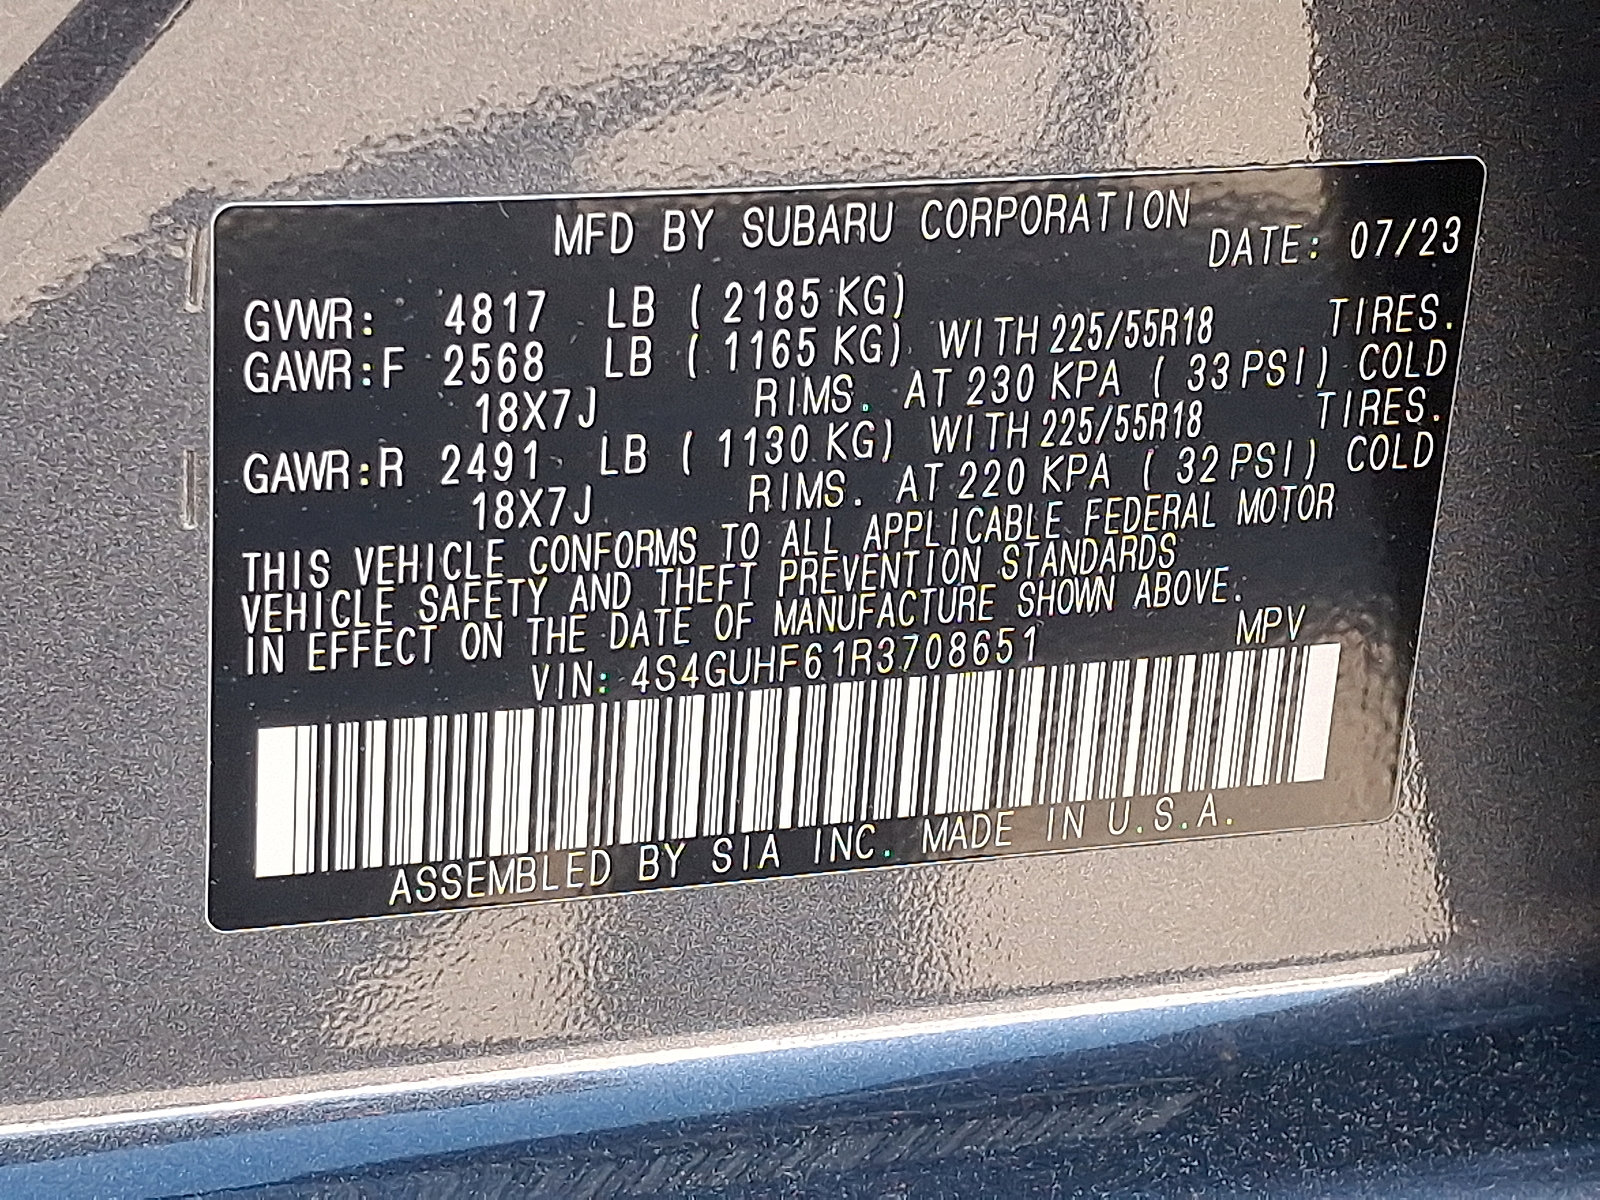 MFD BY SUBARU CORPORATION DATE: 07/23
GVWR: 4817 LB ( 2185 KG)
GAWR:F 2568 LB ( 1165 KG) WITH 225/55R18 TIRES.
18X7J RIMS. AT 230 KPA ( 33 PSI) COLD
GAWR:R 2491 LB ( 1130 KG) WITH 225/55R18 TIRES.
18X7J RIMS. AT 220 KPA ( 32 PSI) COLD
THIS VEHICLE CONFORMS TO ALL APPLICABLE FEDERAL MOTOR
VEHICLE SAFETY AND THEFT PREVENTION STANDARDS
IN EFFECT ON THE DATE OF MANUFACTURE SHOWN ABOVE.
VIN: 4S4GUHF61R3708651 MPV
ASSEMBLED BY SIA INC. MADE IN U.S.A.